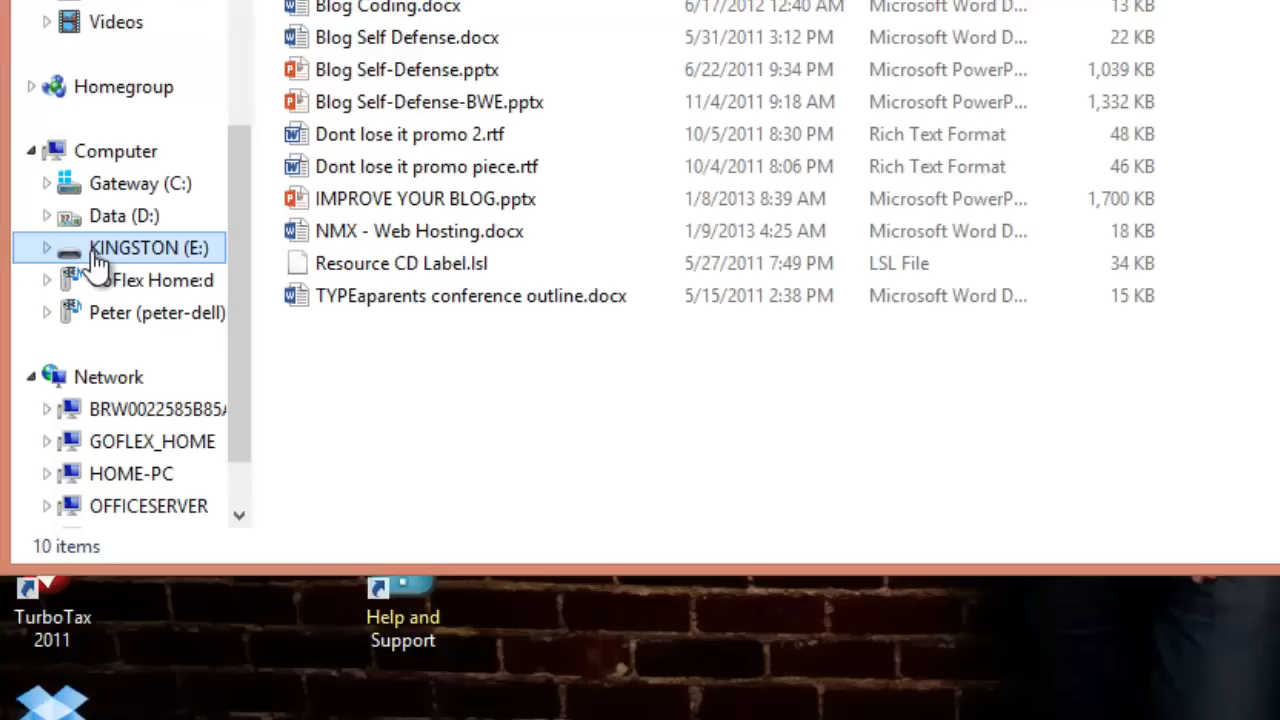 Videos
Homegroup
Computer
Gateway (C:)
Data (D:)
KINGSTON (E:)
Flex Home:d
Peter (peter-dell)
Network
BRW0022585B85A
GOFLEX_HOME
HOME-PC
OFFICESERVER
10 items
Blog Coding.docx 6/17/2012 12:40 AM Microsoft Word D... 13 KB
Blog Self Defense.docx 5/31/2011 3:12 PM Microsoft Word D... 22 KB
Blog Self-Defense.pptx 6/22/2011 9:34 PM Microsoft PowerP... 1,039 KB
Blog Self-Defense-BWE.pptx 11/4/2011 9:18 AM Microsoft PowerP... 1,332 KB
Dont lose it promo 2.rtf 10/5/2011 8:30 PM Rich Text Format 48 KB
Dont lose it promo piece.rtf 10/4/2011 8:06 PM Rich Text Format 46 KB
IMPROVE YOUR BLOG.pptx 1/8/2013 8:39 AM Microsoft PowerP... 1,700 KB
NMX - Web Hosting.docx 1/9/2013 4:25 AM Microsoft Word D... 18 KB
Resource CD Label.lsl 5/27/2011 7:49 PM LSL File 34 KB
TYPEaparents conference outline.docx 5/15/2011 2:38 PM Microsoft Word D... 15 KB
TurboTax
2011
Help and
Support